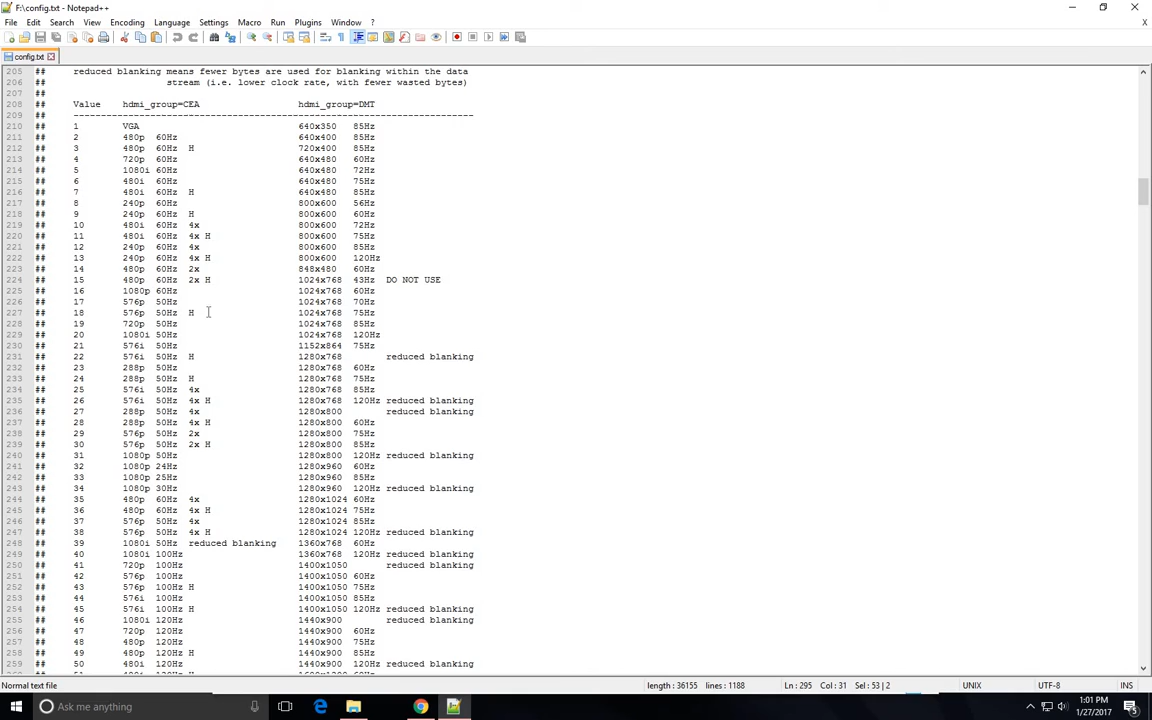 F:\config.txt - Notepad++
File Edit Search View Encoding Language Settings Macro Run Plugins Window ? X
config.txt
205 ## reduced blanking means fewer bytes are used for blanking within the data
206 ## stream (i.e. lower clock rate, with fewer wasted bytes)
207 ##
208 ## Value hdmi_group=CEA hdmi_group=DMT
209 ## -------------------------------------------------------------------------
210 ## 1 VGA 640x350 85Hz
211 ## 2 480p 60Hz 640x400 85Hz
212 ## 3 480p 60Hz H 720x400 85Hz
213 ## 4 720p 60Hz 640x480 60Hz
214 ## 5 1080i 60Hz 640x480 72Hz
215 ## 6 480i 60Hz 640x480 75Hz
216 ## 7 480i 60Hz H 640x480 85Hz
217 ## 8 240p 60Hz 800x600 56Hz
218 ## 9 240p 60Hz H 800x600 60Hz
219 ## 10 480i 60Hz 4x 800x600 72Hz
220 ## 11 480i 60Hz 4x H 800x600 75Hz
221 ## 12 240p 60Hz 4x 800x600 85Hz
222 ## 13 240p 60Hz 4x H 800x600 120Hz
223 ## 14 480p 60Hz 2x 848x480 60Hz
224 ## 15 480p 60Hz 2x H 1024x768 43Hz DO NOT USE
225 ## 16 1080p 60Hz 1024x768 60Hz
226 ## 17 576p 50Hz 1024x768 70Hz
227 ## 18 576p 50Hz H 1024x768 75Hz
228 ## 19 720p 50Hz 1024x768 85Hz
229 ## 20 1080i 50Hz 1024x768 120Hz
230 ## 21 576i 50Hz 1152x864 75Hz
231 ## 22 576i 50Hz H 1280x768 reduced blanking
232 ## 23 288p 50Hz 1280x768 60Hz
233 ## 24 288p 50Hz H 1280x768 75Hz
234 ## 25 576i 50Hz 4x 1280x768 85Hz
235 ## 26 576i 50Hz 4x H 1280x768 120Hz reduced blanking
236 ## 27 288p 50Hz 4x 1280x800 reduced blanking
237 ## 28 288p 50Hz 4x H 1280x800 60Hz
238 ## 29 576p 50Hz 2x 1280x800 75Hz
239 ## 30 576p 50Hz 2x H 1280x800 85Hz
240 ## 31 1080p 50Hz 1280x800 120Hz reduced blanking
241 ## 32 1080p 24Hz 1280x960 60Hz
242 ## 33 1080p 25Hz 1280x960 85Hz
243 ## 34 1080p 30Hz 1280x960 120Hz reduced blanking
244 ## 35 480p 60Hz 4x 1280x1024 60Hz
245 ## 36 480p 60Hz 4x H 1280x1024 75Hz
246 ## 37 576p 50Hz 4x 1280x1024 85Hz
247 ## 38 576p 50Hz 4x H 1280x1024 120Hz reduced blanking
248 ## 39 1080i 50Hz reduced blanking 1360x768 60Hz
249 ## 40 1080i 100Hz 1360x768 120Hz reduced blanking
250 ## 41 720p 100Hz 1400x1050 reduced blanking
251 ## 42 576p 100Hz 1400x1050 60Hz
252 ## 43 576p 100Hz H 1400x1050 75Hz
253 ## 44 576i 100Hz 1400x1050 85Hz
254 ## 45 576i 100Hz H 1400x1050 120Hz reduced blanking
255 ## 46 1080i 120Hz 1440x900 reduced blanking
256 ## 47 720p 120Hz 1440x900 60Hz
257 ## 48 480p 120Hz 1440x900 75Hz
258 ## 49 480p 120Hz H 1440x900 85Hz
259 ## 50 480i 120Hz 1440x900 120Hz reduced blanking
Normal text file length : 36155 lines : 1188 Ln : 295 Col : 31 Sel : 53 | 2 UNIX UTF-8 INS
Ask me anything
1:01 PM
1/27/2017